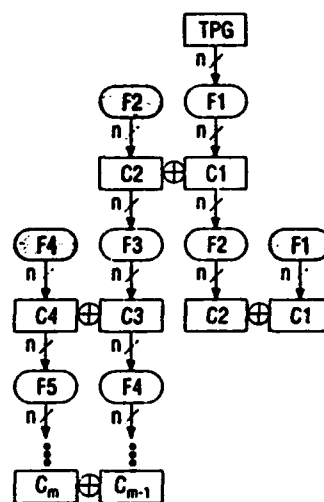 TPG
n
F2 F1
n n
C2 ⊕ C1
n n
F4 F3 F2 F1
n n n n
C4 ⊕ C3 C2 ⊕ C1
n n
F5 F4
n n
Cm ⊕ Cm-1